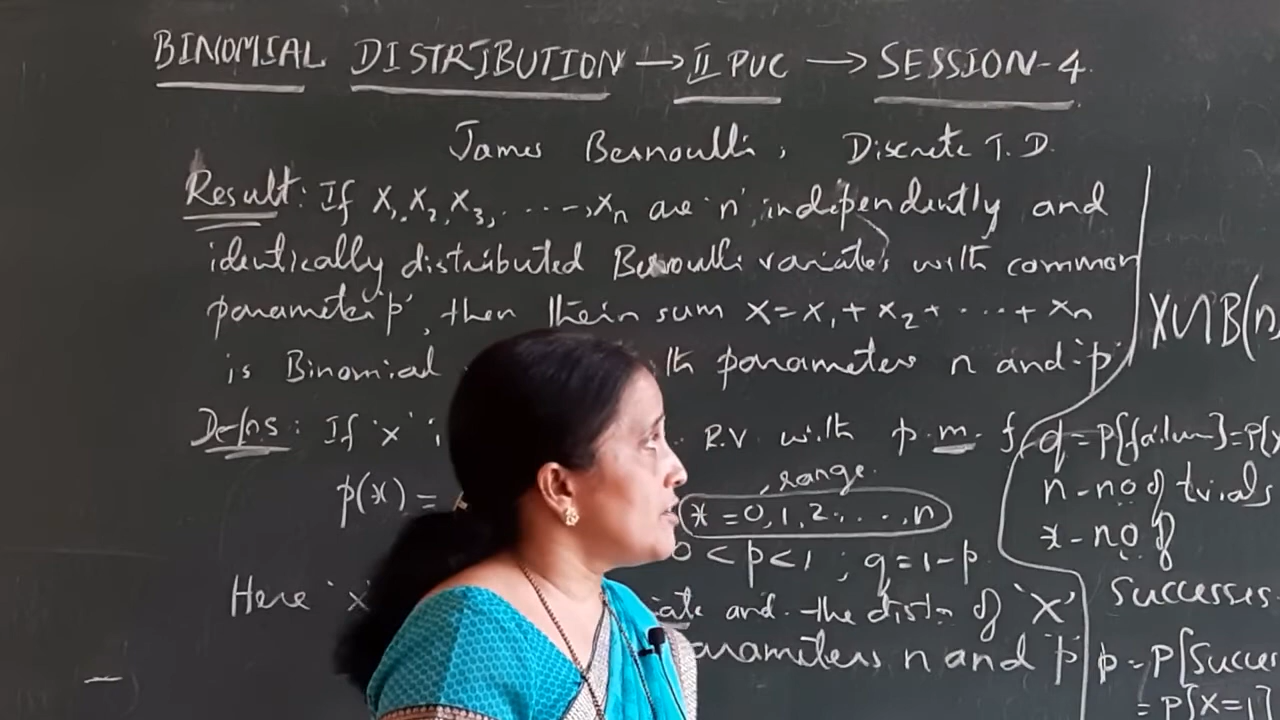 BINOMIAL DISTRIBUTION → II PUC → SESSION-4.
James Bernoulli, Discrete T.D.
Result: If X₁, X₂, X₃, ....., Xn are 'n' independently and
identically distributed Bernoulli variates with common
parameter 'p', then their sum X = X₁ + X₂ + ... + Xn
is Binomial parameters n and 'p'
X∽B(n,
Defns: If 'x' R.V. with p.m.f
range.
p(x) = x = 0, 1, 2, ..., n
0 < p < 1 ; q = 1 - p
Here 'x' and the distn of 'X'
parameters n and 'p'
q = P[failure] = P[X
n - no of trials
x - no of
Successes.
p = P[Succes
= P[X=1]